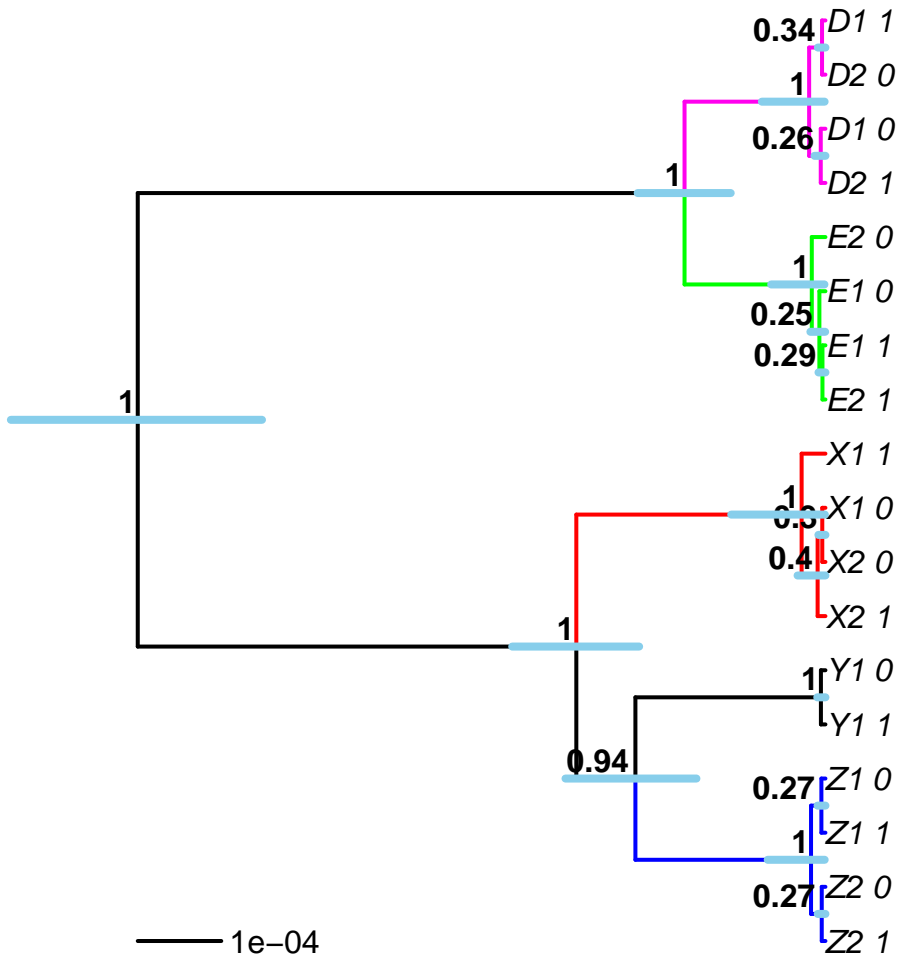 D1 1
0.34
D2 0
1
D1 0
0.26
D2 1
1
E2 0
1
E1 0
0.25
E1 1
0.29
E2 1
1
X1 1
1
X1 0
0.3
X2 0
0.4
X2 1
1
Y1 0
1
Y1 1
0.94
Z1 0
0.27
Z1 1
1
Z2 0
0.27
Z2 1
1e−04